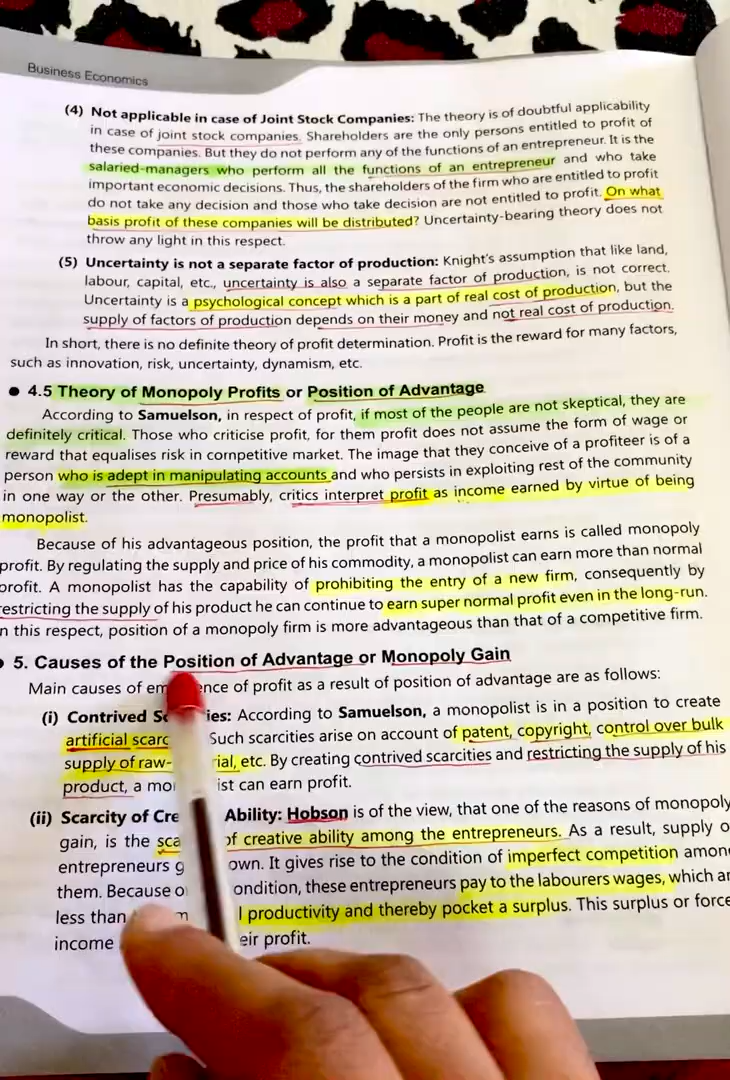 Business Economics
(4) Not applicable in case of Joint Stock Companies: The theory is of doubtful applicability
in case of joint stock companies. Shareholders are the only persons entitled to profit of
these companies. But they do not perform any of the functions of an entrepreneur. It is the
salaried-managers who perform all the functions of an entrepreneur and who take
important economic decisions. Thus, the shareholders of the firm who are entitled to profit
do not take any decision and those who take decision are not entitled to profit. On what
basis profit of these companies will be distributed? Uncertainty-bearing theory does not
throw any light in this respect.
(5) Uncertainty is not a separate factor of production: Knight's assumption that like land,
labour, capital, etc., uncertainty is also a separate factor of production, is not correct.
Uncertainty is a psychological concept which is a part of real cost of production, but the
supply of factors of production depends on their money and not real cost of production.
In short, there is no definite theory of profit determination. Profit is the reward for many factors,
such as innovation, risk, uncertainty, dynamism, etc.
● 4.5 Theory of Monopoly Profits or Position of Advantage
According to Samuelson, in respect of profit, if most of the people are not skeptical, they are
definitely critical. Those who criticise profit, for them profit does not assume the form of wage or
reward that equalises risk in competitive market. The image that they conceive of a profiteer is of a
person who is adept in manipulating accounts and who persists in exploiting rest of the community
in one way or the other. Presumably, critics interpret profit as income earned by virtue of being
monopolist.
Because of his advantageous position, the profit that a monopolist earns is called monopoly
profit. By regulating the supply and price of his commodity, a monopolist can earn more than normal
profit. A monopolist has the capability of prohibiting the entry of a new firm, consequently by
restricting the supply of his product he can continue to earn super normal profit even in the long-run.
n this respect, position of a monopoly firm is more advantageous than that of a competitive firm.
● 5. Causes of the Position of Advantage or Monopoly Gain
Main causes of em ence of profit as a result of position of advantage are as follows:
(i) Contrived Sc ies: According to Samuelson, a monopolist is in a position to create
artificial scarc Such scarcities arise on account of patent, copyright, control over bulk
supply of raw- rial, etc. By creating contrived scarcities and restricting the supply of his
product, a mo ist can earn profit.
(ii) Scarcity of Cre Ability: Hobson is of the view, that one of the reasons of monopoly
gain, is the sca of creative ability among the entrepreneurs. As a result, supply o
entrepreneurs g own. It gives rise to the condition of imperfect competition amon
them. Because o ondition, these entrepreneurs pay to the labourers wages, which ar
less than m l productivity and thereby pocket a surplus. This surplus or force
income eir profit.